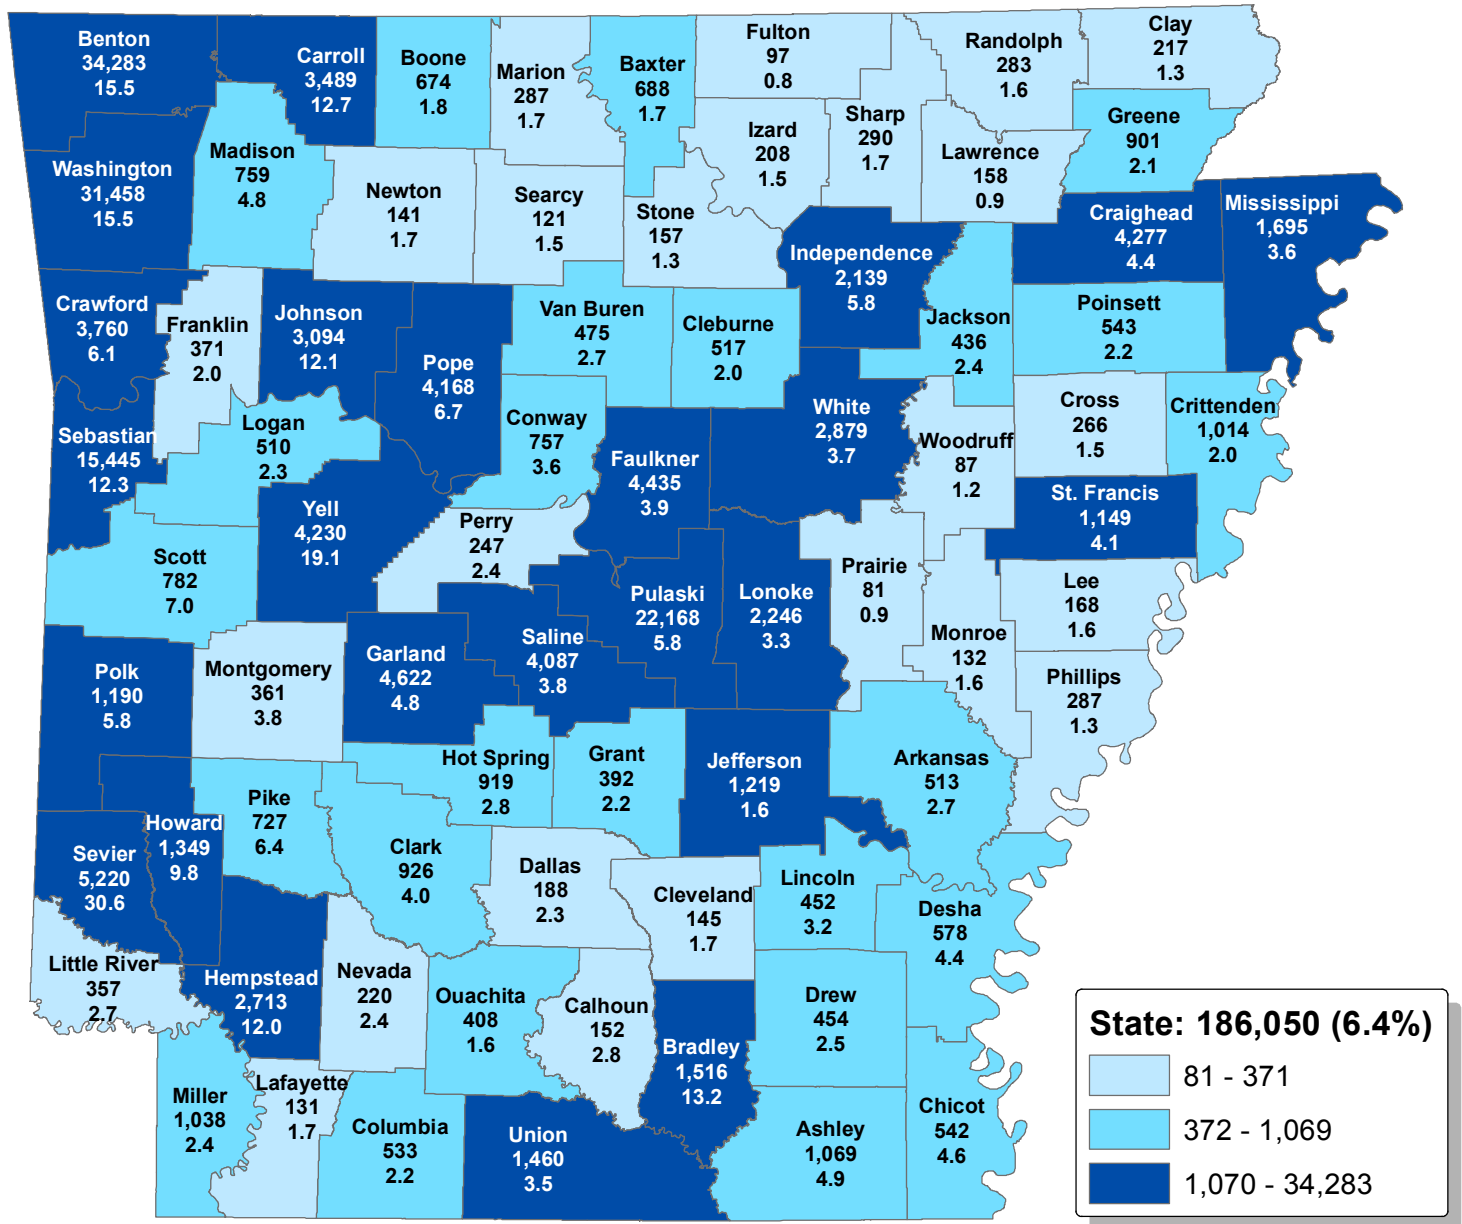 Benton
34,283
15.5
Carroll
3,489
12.7
Boone
674
1.8
Marion
287
1.7
Baxter
688
1.7
Fulton
97
0.8
Randolph
283
1.6
Clay
217
1.3
Washington
31,458
15.5
Madison
759
4.8
Newton
141
1.7
Searcy
121
1.5
Stone
157
1.3
Izard
208
1.5
Sharp
290
1.7
Lawrence
158
0.9
Greene
901
2.1
Craighead
4,277
4.4
Mississippi
1,695
3.6
Crawford
3,760
6.1
Franklin
371
2.0
Johnson
3,094
12.1
Pope
4,168
6.7
Van Buren
475
2.7
Cleburne
517
2.0
Independence
2,139
5.8
Jackson
436
2.4
Poinsett
543
2.2
Sebastian
15,445
12.3
Logan
510
2.3
Conway
757
3.6
Faulkner
4,435
3.9
White
2,879
3.7
Woodruff
87
1.2
Cross
266
1.5
Crittenden
1,014
2.0
Scott
782
7.0
Yell
4,230
19.1
Perry
247
2.4
St. Francis
1,149
4.1
Polk
1,190
5.8
Montgomery
361
3.8
Garland
4,622
4.8
Saline
4,087
3.8
Pulaski
22,168
5.8
Lonoke
2,246
3.3
Prairie
81
0.9
Monroe
132
1.6
Lee
168
1.6
Phillips
287
1.3
Sevier
5,220
30.6
Howard
1,349
9.8
Pike
727
6.4
Clark
926
4.0
Hot Spring
919
2.8
Grant
392
2.2
Jefferson
1,219
1.6
Arkansas
513
2.7
Dallas
188
2.3
Cleveland
145
1.7
Lincoln
452
3.2
Desha
578
4.4
Little River
357
2.7
Hempstead
2,713
12.0
Nevada
220
2.4
Ouachita
408
1.6
Calhoun
152
2.8
Bradley
1,516
13.2
Drew
454
2.5
Miller
1,038
2.4
Lafayette
131
1.7
Columbia
533
2.2
Union
1,460
3.5
Ashley
1,069
4.9
Chicot
542
4.6
State: 186,050 (6.4%)
81 - 371
372 - 1,069
1,070 - 34,283